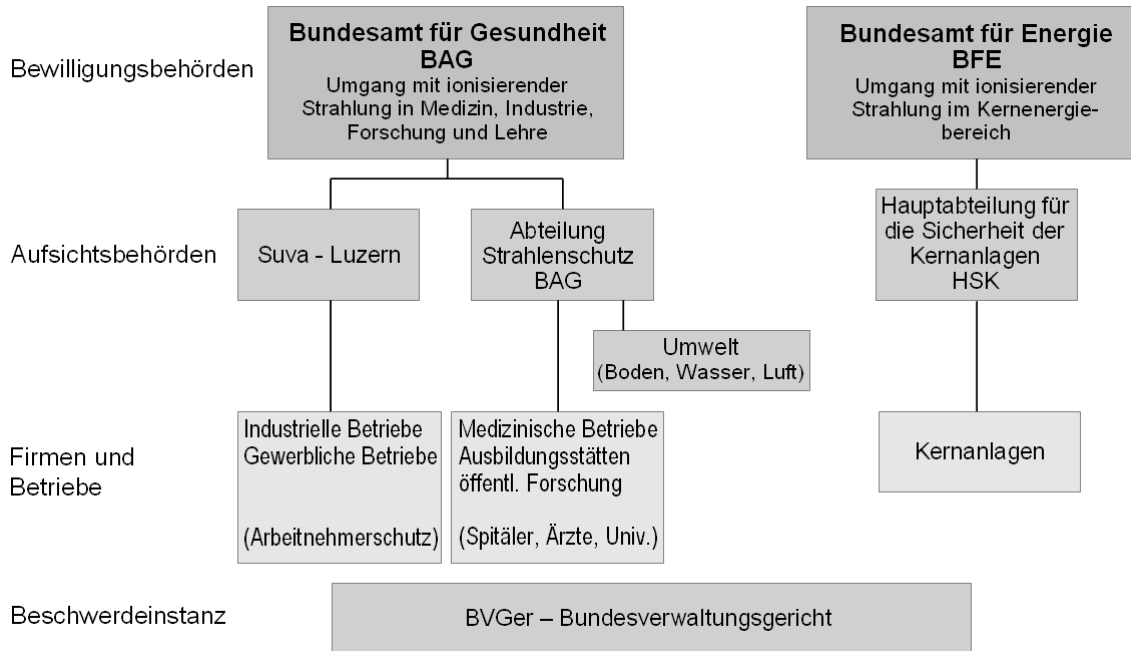 Bewilligungsbehörden
Bundesamt für Gesundheit
BAG
Umgang mit ionisierender
Strahlung in Medizin, Industrie,
Forschung und Lehre
Bundesamt für Energie
BFE
Umgang mit ionisierender
Strahlung im Kernenergie-
bereich
Aufsichtsbehörden
Suva - Luzern
Abteilung
Strahlenschutz
BAG
Hauptabteilung für
die Sicherheit der
Kernanlagen
HSK
Umwelt
(Boden, Wasser, Luft)
Firmen und
Betriebe
Industrielle Betriebe
Gewerbliche Betriebe
(Arbeitnehmerschutz)
Medizinische Betriebe
Ausbildungsstätten
öffentl. Forschung
(Spitäler, Ärzte, Univ.)
Kernanlagen
Beschwerdeinstanz
BVGer – Bundesverwaltungsgericht